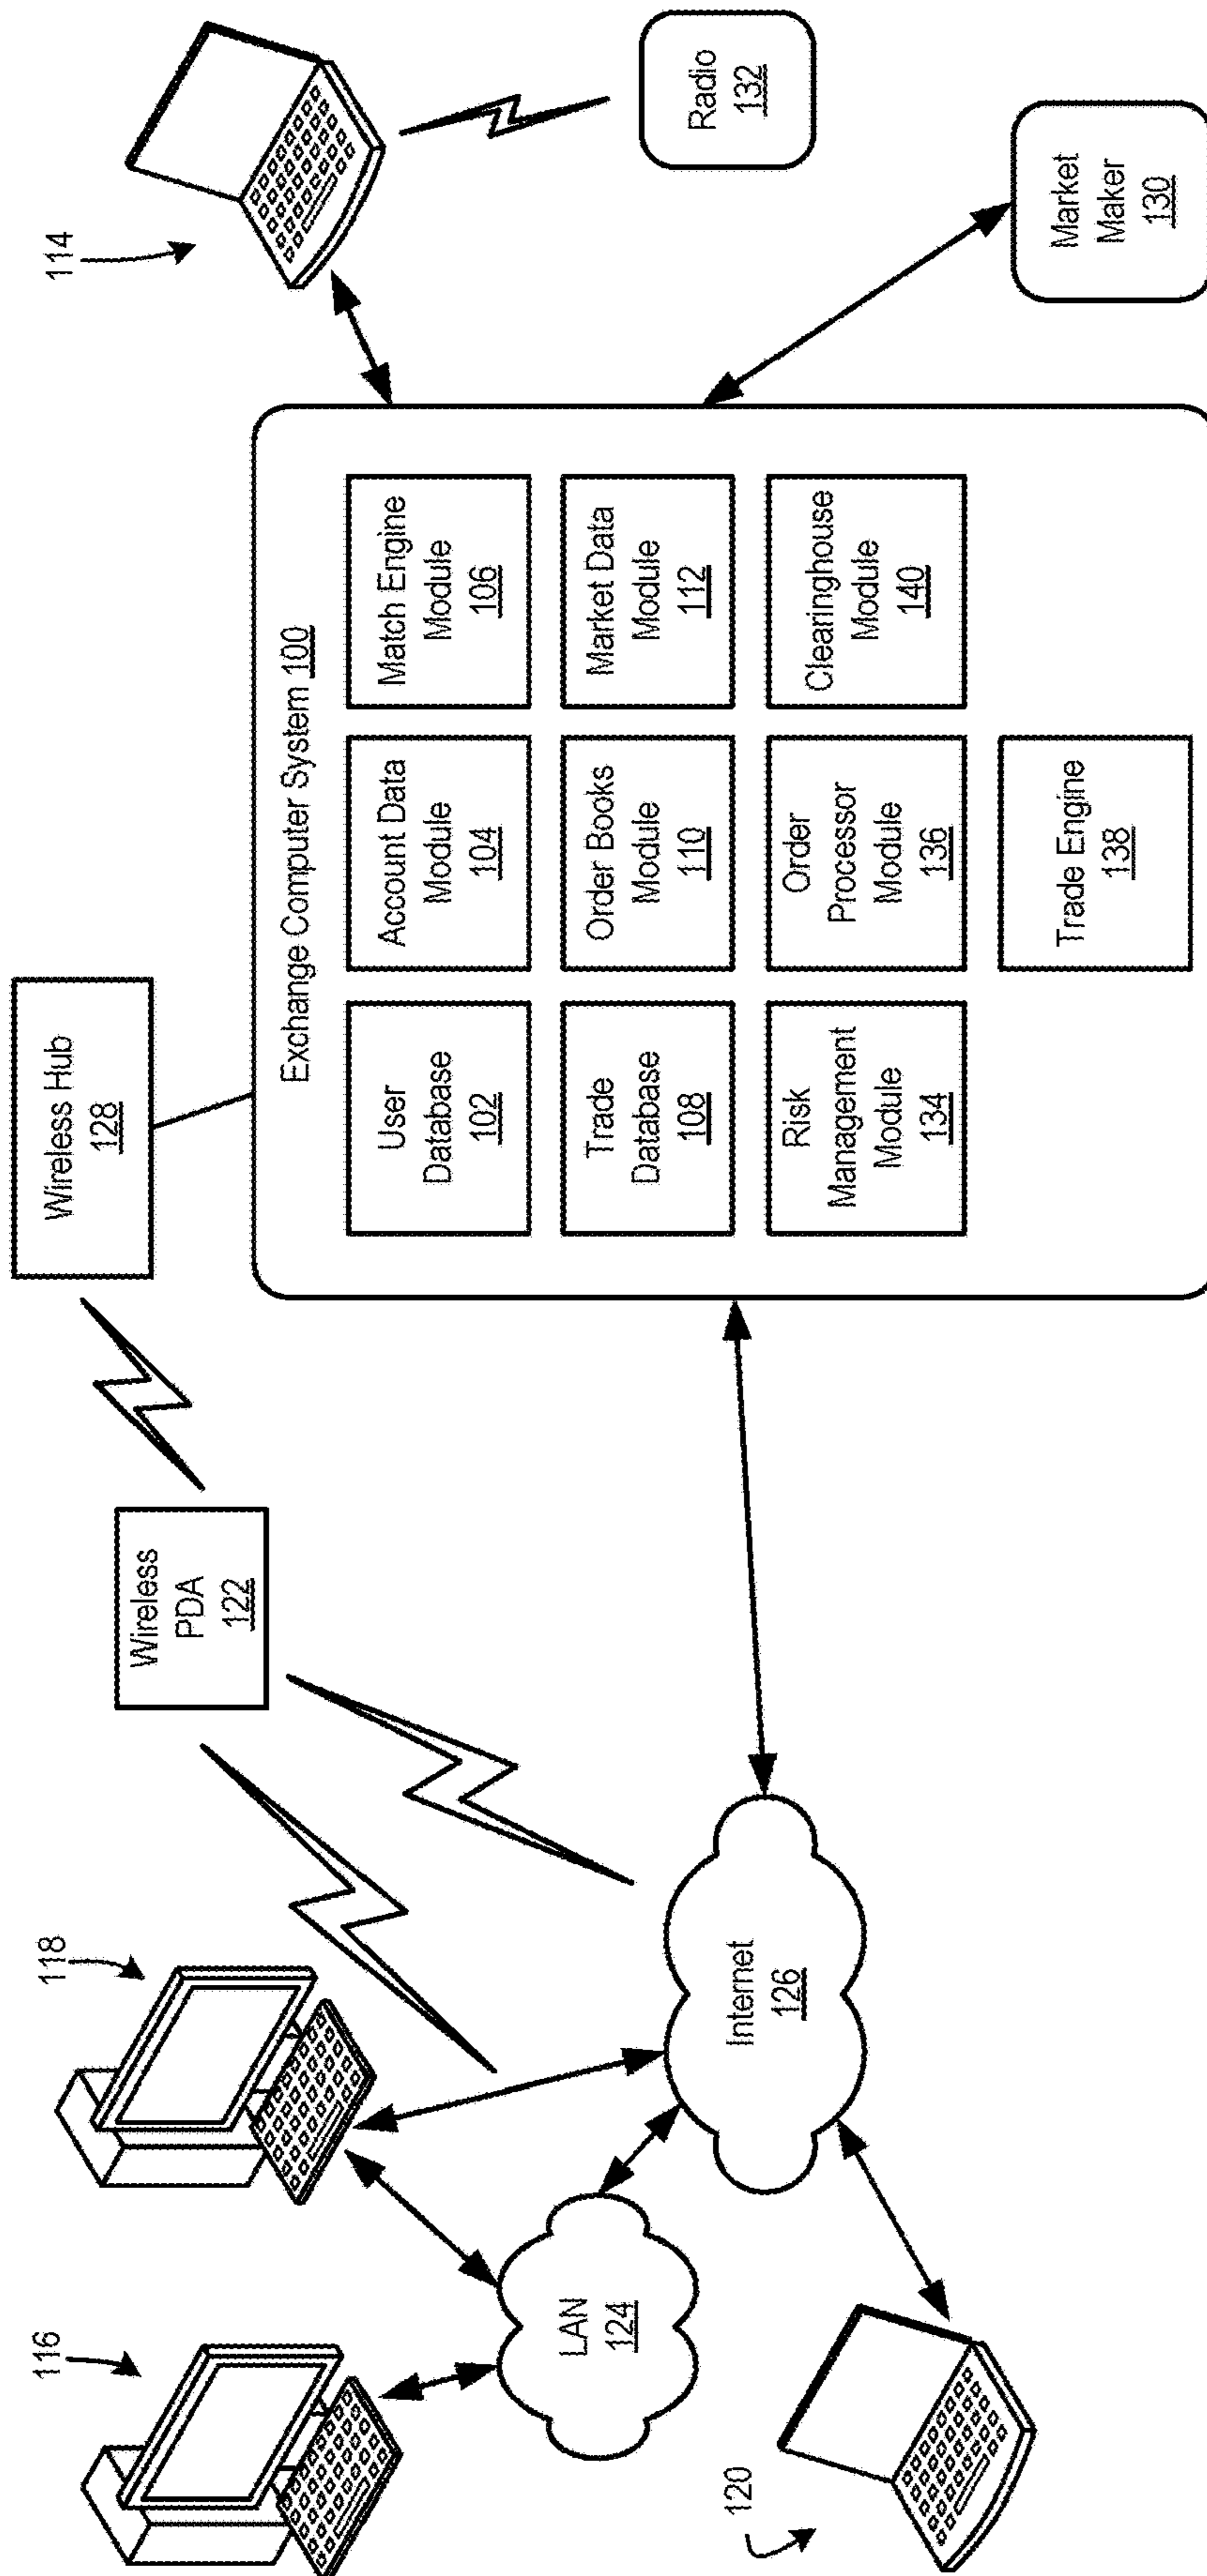 116
118
Wireless
PDA
122
Wireless Hub
128
114
LAN
124
Internet
126
120
Exchange Computer System 100
User
Database
102
Account Data
Module
104
Match Engine
Module
106
Trade
Database
108
Order Books
Module
110
Market Data
Module
112
Risk
Management
Module
134
Order
Processor
Module
136
Clearinghouse
Module
140
Trade Engine
138
Radio
132
Market
Maker
130